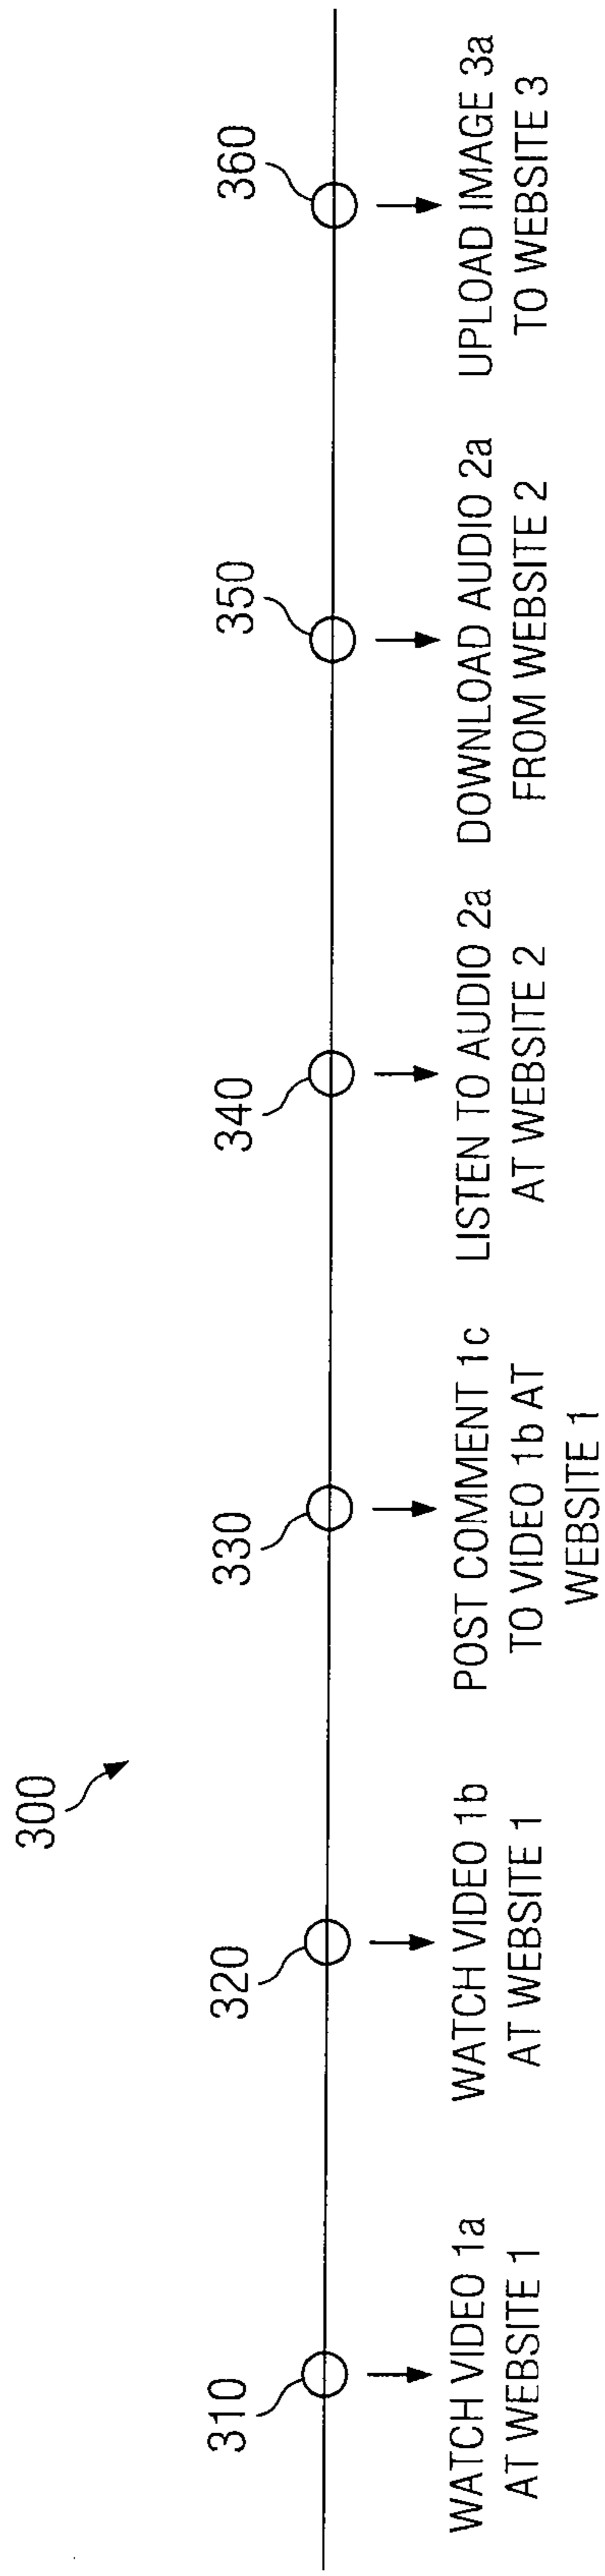 300
310
320
330
340
350
360
WATCH VIDEO 1a
AT WEBSITE 1
WATCH VIDEO 1b
AT WEBSITE 1
POST COMMENT 1c
TO VIDEO 1b AT
WEBSITE 1
LISTEN TO AUDIO 2a
AT WEBSITE 2
DOWNLOAD AUDIO 2a
FROM WEBSITE 2
UPLOAD IMAGE 3a
TO WEBSITE 3